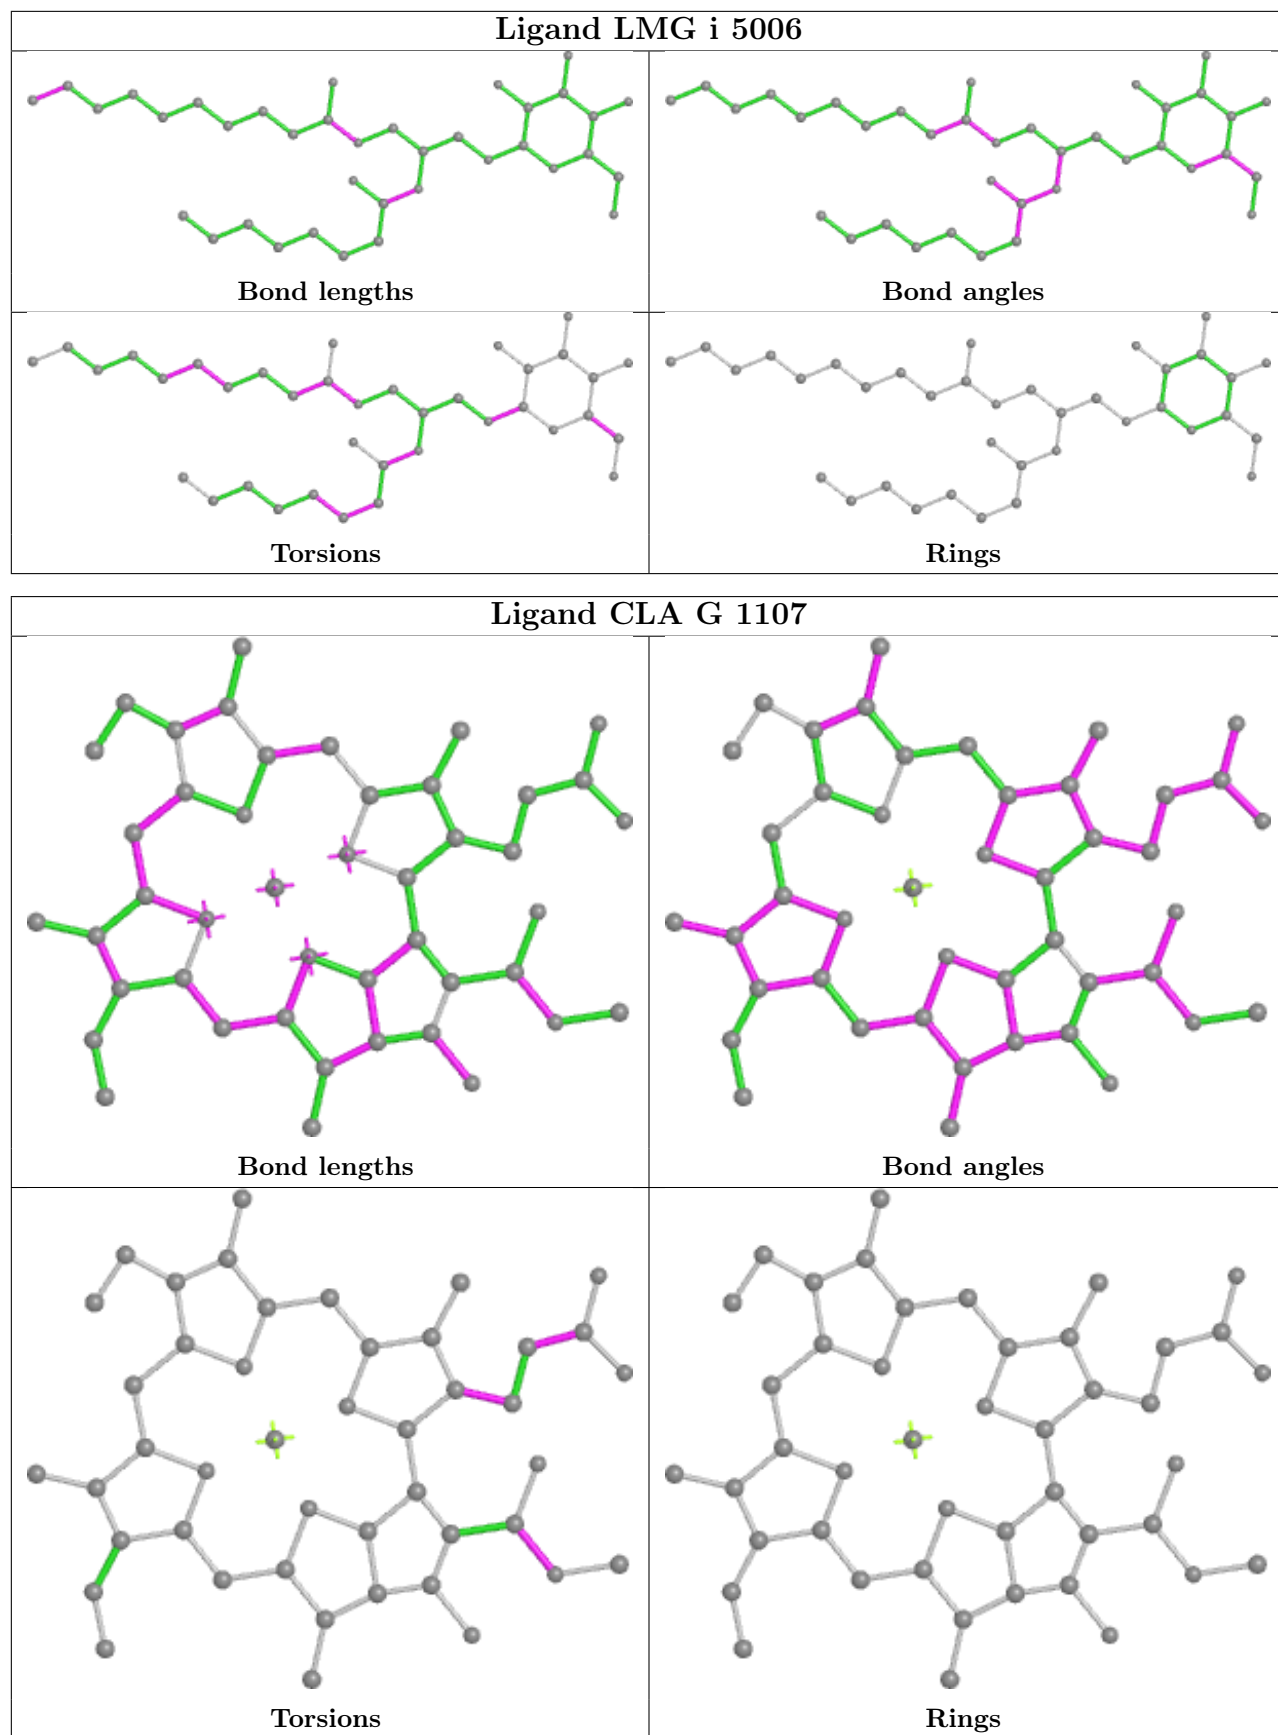 Ligand LMG i 5006
Bond lengths
Bond angles
Torsions
Rings
Ligand CLA G 1107
Bond lengths
Bond angles
Torsions
Rings